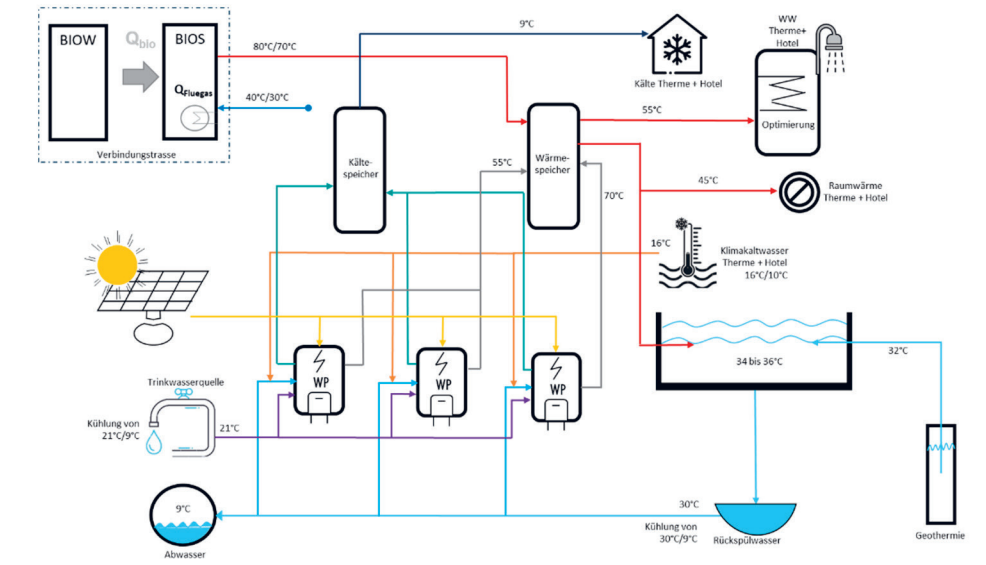 BIOW
Qbio
BIOS
QFluegas
Verbindungstrasse
80°C/70°C
40°C/30°C
9°C
Kälte Therme + Hotel
WW
Therme+
Hotel
Optimierung
55°C
Kälte-
speicher
Wärme-
speicher
55°C
70°C
45°C
Raumwärme
Therme + Hotel
16°C
Klimakaltwasser
Therme + Hotel
16°C/10°C
34 bis 36°C
32°C
WP
WP
WP
Trinkwasserquelle
Kühlung von
21°C/9°C
21°C
9°C
Abwasser
30°C
Kühlung von
30°C/9°C
Rückspülwasser
Geothermie